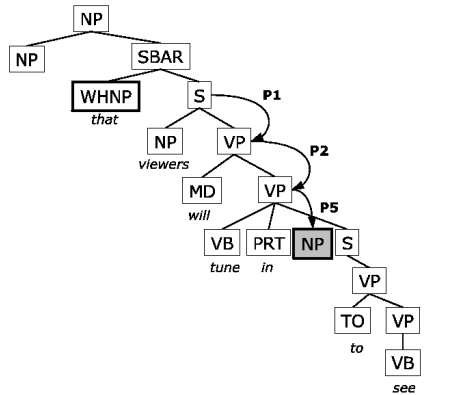 NP
NP SBAR
WHNP S P1
that
NP VP P2
viewers
MD VP
will P5
VB PRT NP S
tune in
VP
TO VP
to
VB
see